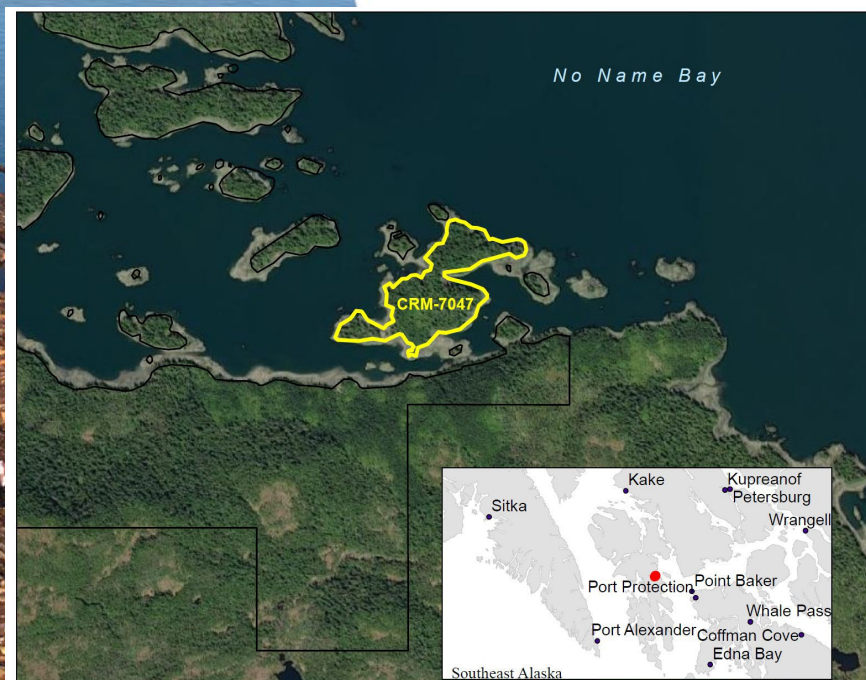 No Name Bay
CRM-7047
Kake
Kupreanof
Petersburg
Sitka
Wrangell
Port Protection
Point Baker
Whale Pass
Port Alexander
Coffman Cove
Edna Bay
Southeast Alaska